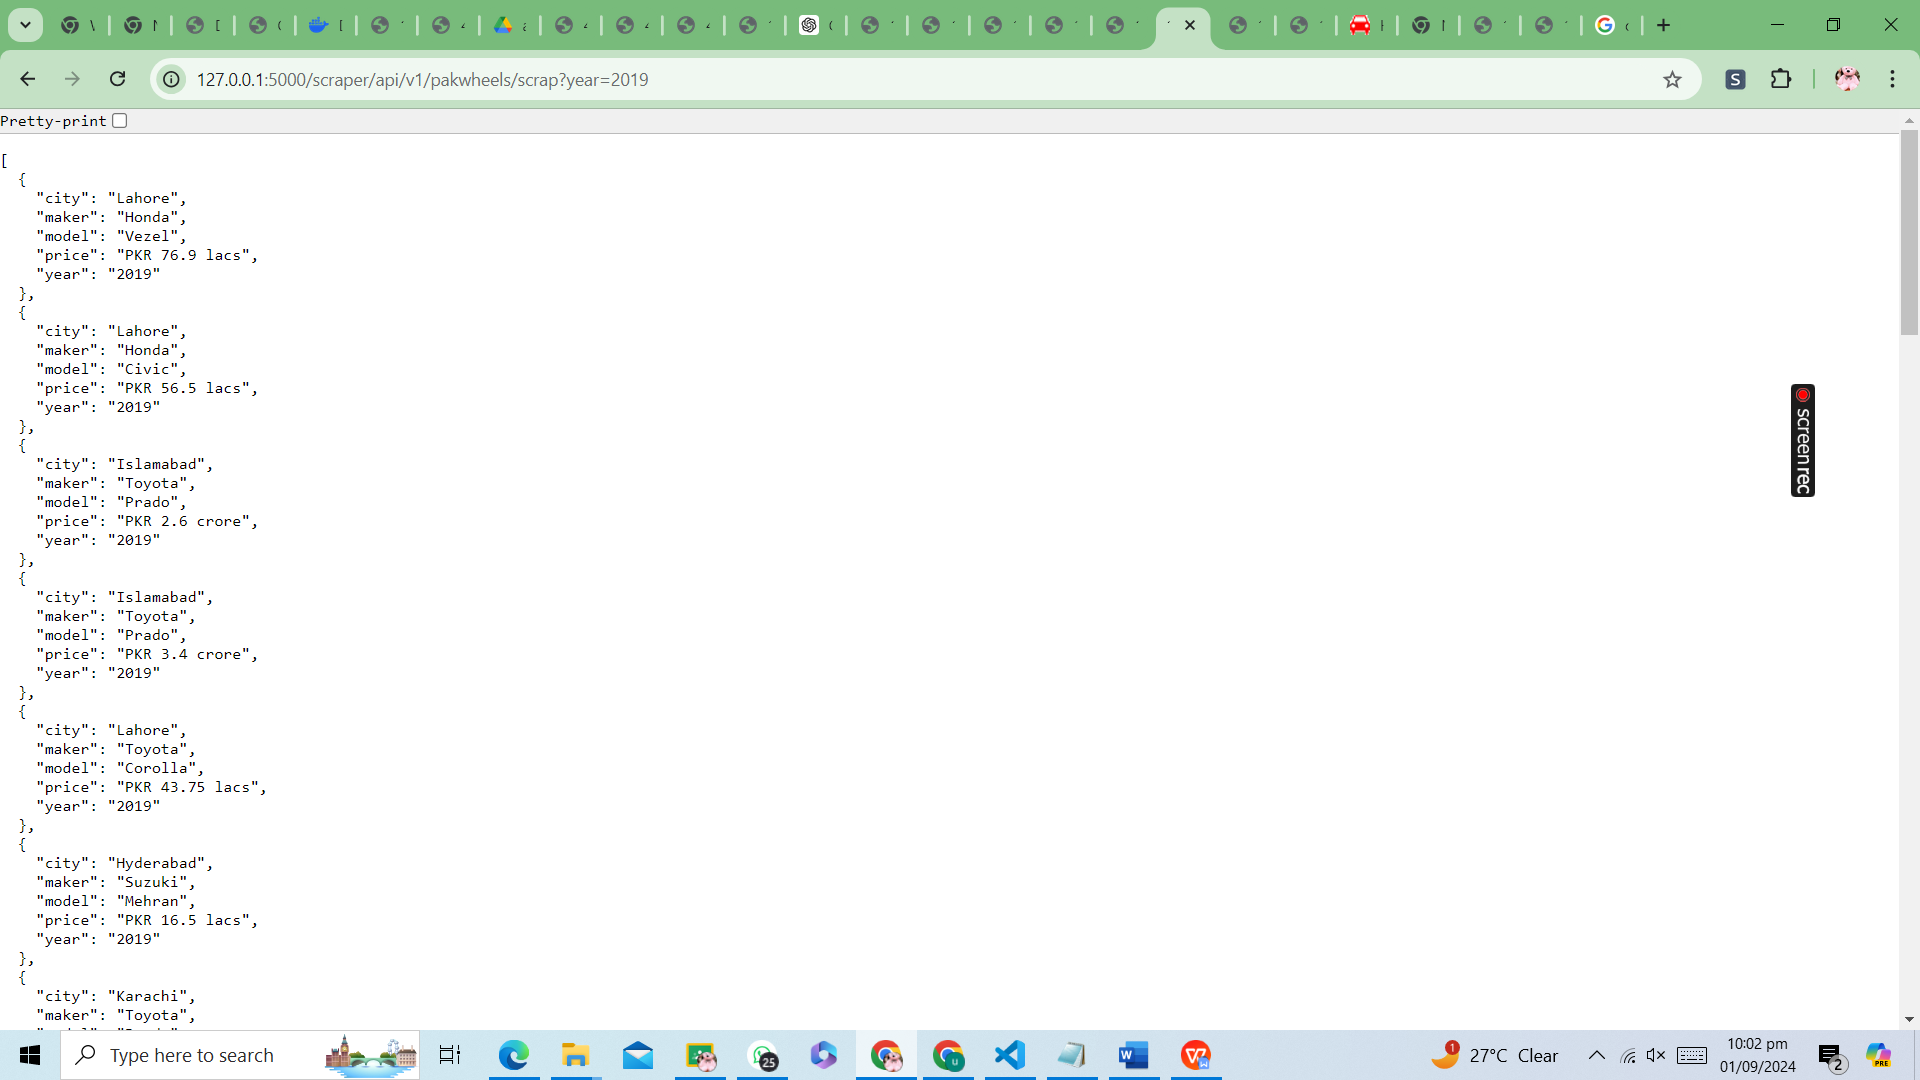 127.0.0.1:5000/scraper/api/v1/pakwheels/scrap?year=2019
S
Pretty-print
[
{
"city": "Lahore",
"maker": "Honda",
"model": "Vezel",
"price": "PKR 76.9 lacs",
"year": "2019"
},
{
"city": "Lahore",
"maker": "Honda",
"model": "Civic",
"price": "PKR 56.5 lacs",
"year": "2019"
},
{
"city": "Islamabad",
"maker": "Toyota",
"model": "Prado",
"price": "PKR 2.6 crore",
"year": "2019"
},
{
"city": "Islamabad",
"maker": "Toyota",
"model": "Prado",
"price": "PKR 3.4 crore",
"year": "2019"
},
{
"city": "Lahore",
"maker": "Toyota",
"model": "Corolla",
"price": "PKR 43.75 lacs",
"year": "2019"
},
{
"city": "Hyderabad",
"maker": "Suzuki",
"model": "Mehran",
"price": "PKR 16.5 lacs",
"year": "2019"
},
{
"city": "Karachi",
"maker": "Toyota",
screenrec
Type here to search
25
u
W
1
27°C Clear
10:02 pm
01/09/2024
2
PRE